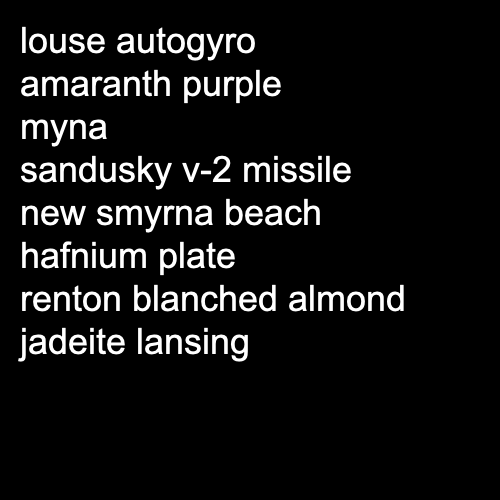 louse autogyro
amaranth purple
myna
sandusky v-2 missile
new smyrna beach
hafnium plate
renton blanched almond
jadeite lansing